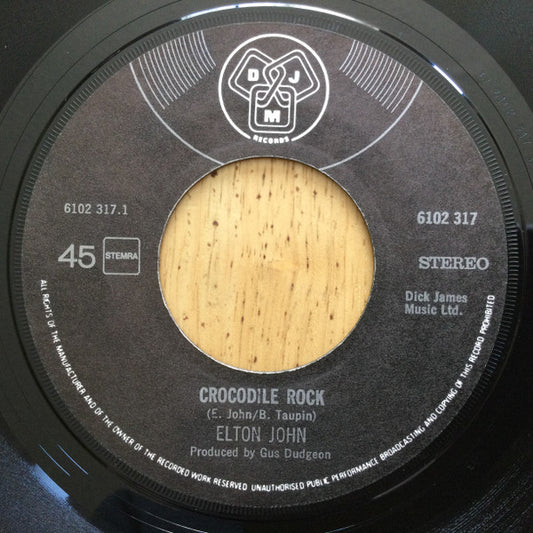 D J
M
RECORDS
6102 317.1
6102 317
45 STEMRA
STEREO
Dick James
Music Ltd.
CROCODILE ROCK
(E. John/B. Taupin)
ELTON JOHN
Produced by Gus Dudgeon
ALL RIGHTS OF THE MANUFACTURER AND OF THE OWNER OF THE RECORDED WORK RESERVED UNAUTHORISED PUBLIC PERFORMANCE BROADCASTING AND COPYING OF THIS RECORD PROHIBITED